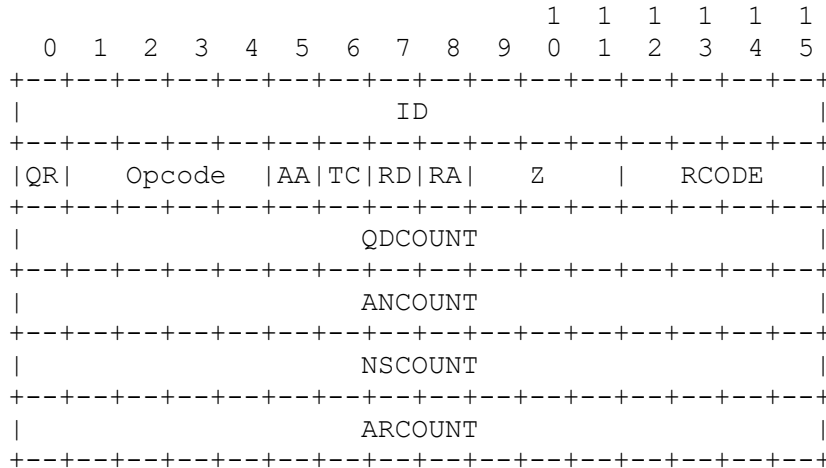 1  1  1  1  1  1
  0  1  2  3  4  5  6  7  8  9  0  1  2  3  4  5
+--+--+--+--+--+--+--+--+--+--+--+--+--+--+--+--+
|                      ID                       |
+--+--+--+--+--+--+--+--+--+--+--+--+--+--+--+--+
|QR|   Opcode  |AA|TC|RD|RA|   Z    |   RCODE   |
+--+--+--+--+--+--+--+--+--+--+--+--+--+--+--+--+
|                    QDCOUNT                    |
+--+--+--+--+--+--+--+--+--+--+--+--+--+--+--+--+
|                    ANCOUNT                    |
+--+--+--+--+--+--+--+--+--+--+--+--+--+--+--+--+
|                    NSCOUNT                    |
+--+--+--+--+--+--+--+--+--+--+--+--+--+--+--+--+
|                    ARCOUNT                    |
+--+--+--+--+--+--+--+--+--+--+--+--+--+--+--+--+